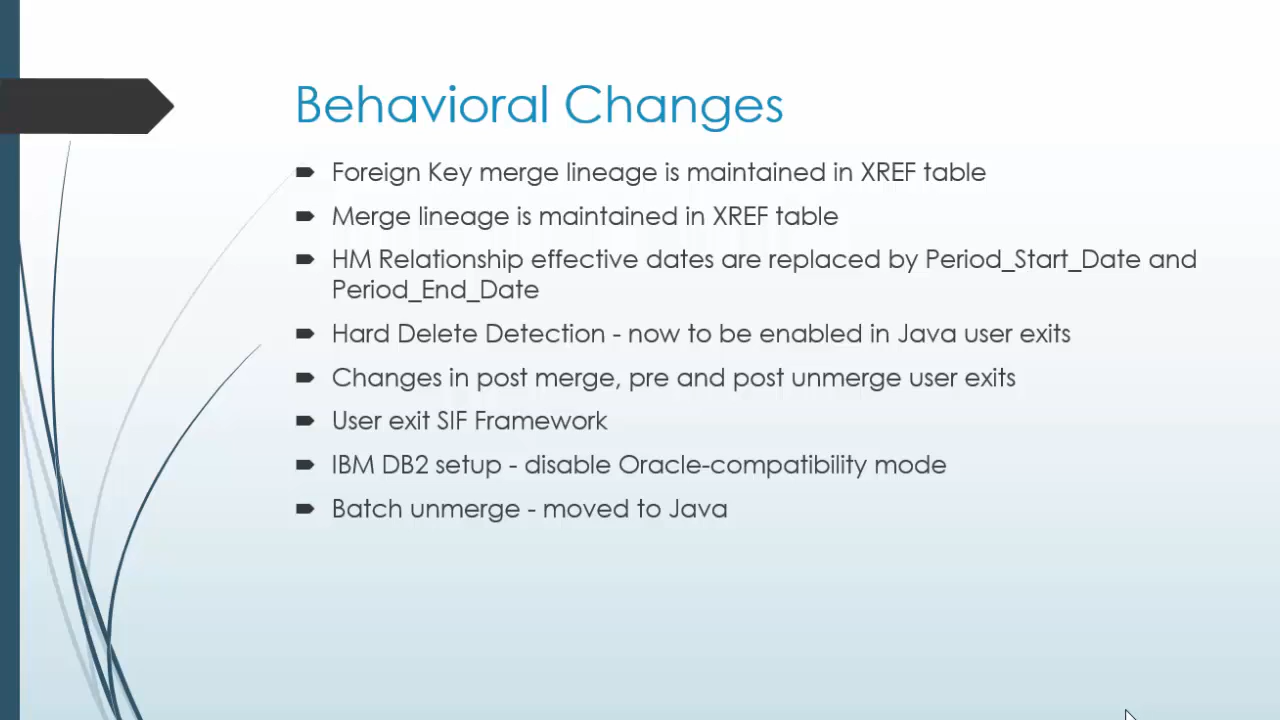 Behavioral Changes
Foreign Key merge lineage is maintained in XREF table
Merge lineage is maintained in XREF table
HM Relationship effective dates are replaced by Period_Start_Date and
Period_End_Date
Hard Delete Detection - now to be enabled in Java user exits
Changes in post merge, pre and post unmerge user exits
User exit SIF Framework
IBM DB2 setup - disable Oracle-compatibility mode
Batch unmerge - moved to Java